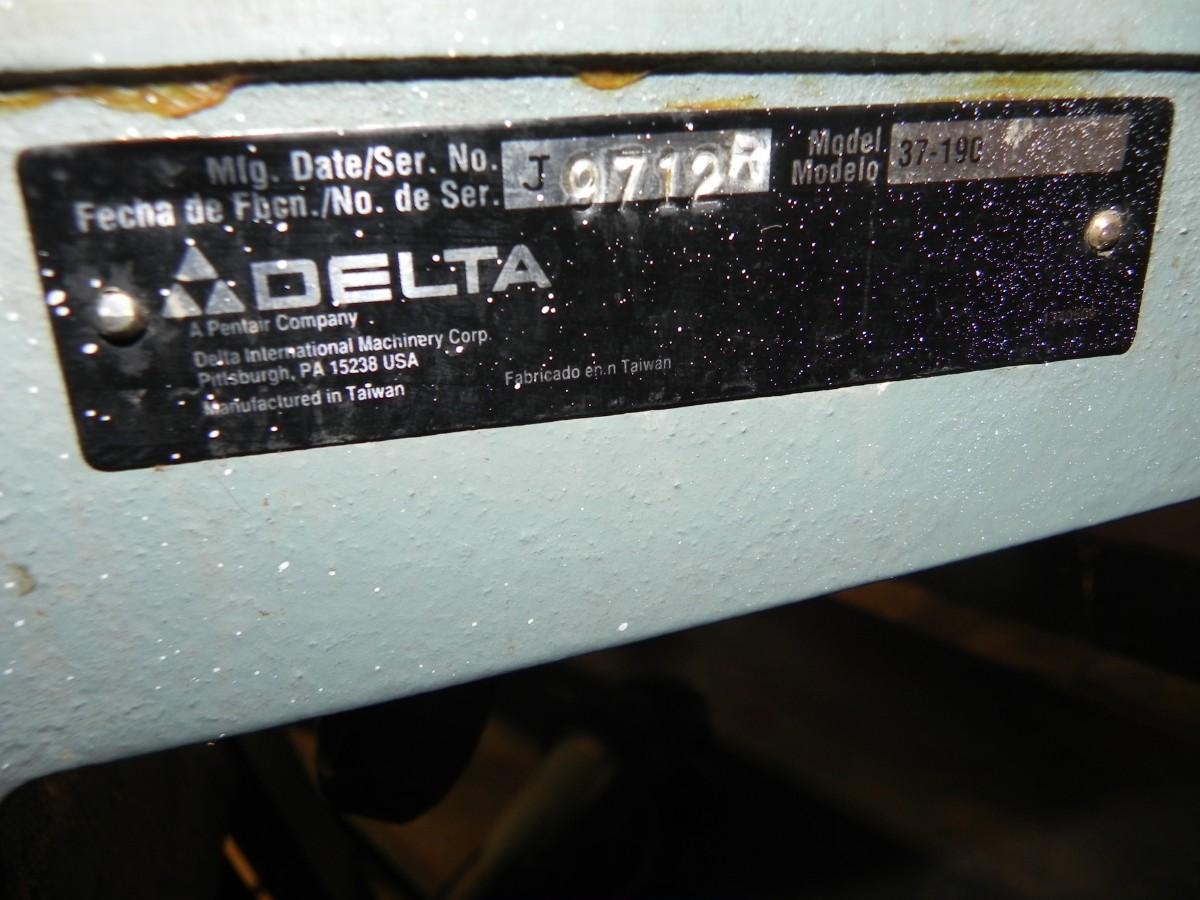 Mfg. Date/Ser. No. J 9712
Fecha de Fbcn./No. de Ser.
Model 37-190
Modelo
DELTA
A Pentair Company
Delta International Machinery Corp.
Pittsburgh, PA 15238 USA
Manufactured in Taiwan
Fabricado en.n Taiwan